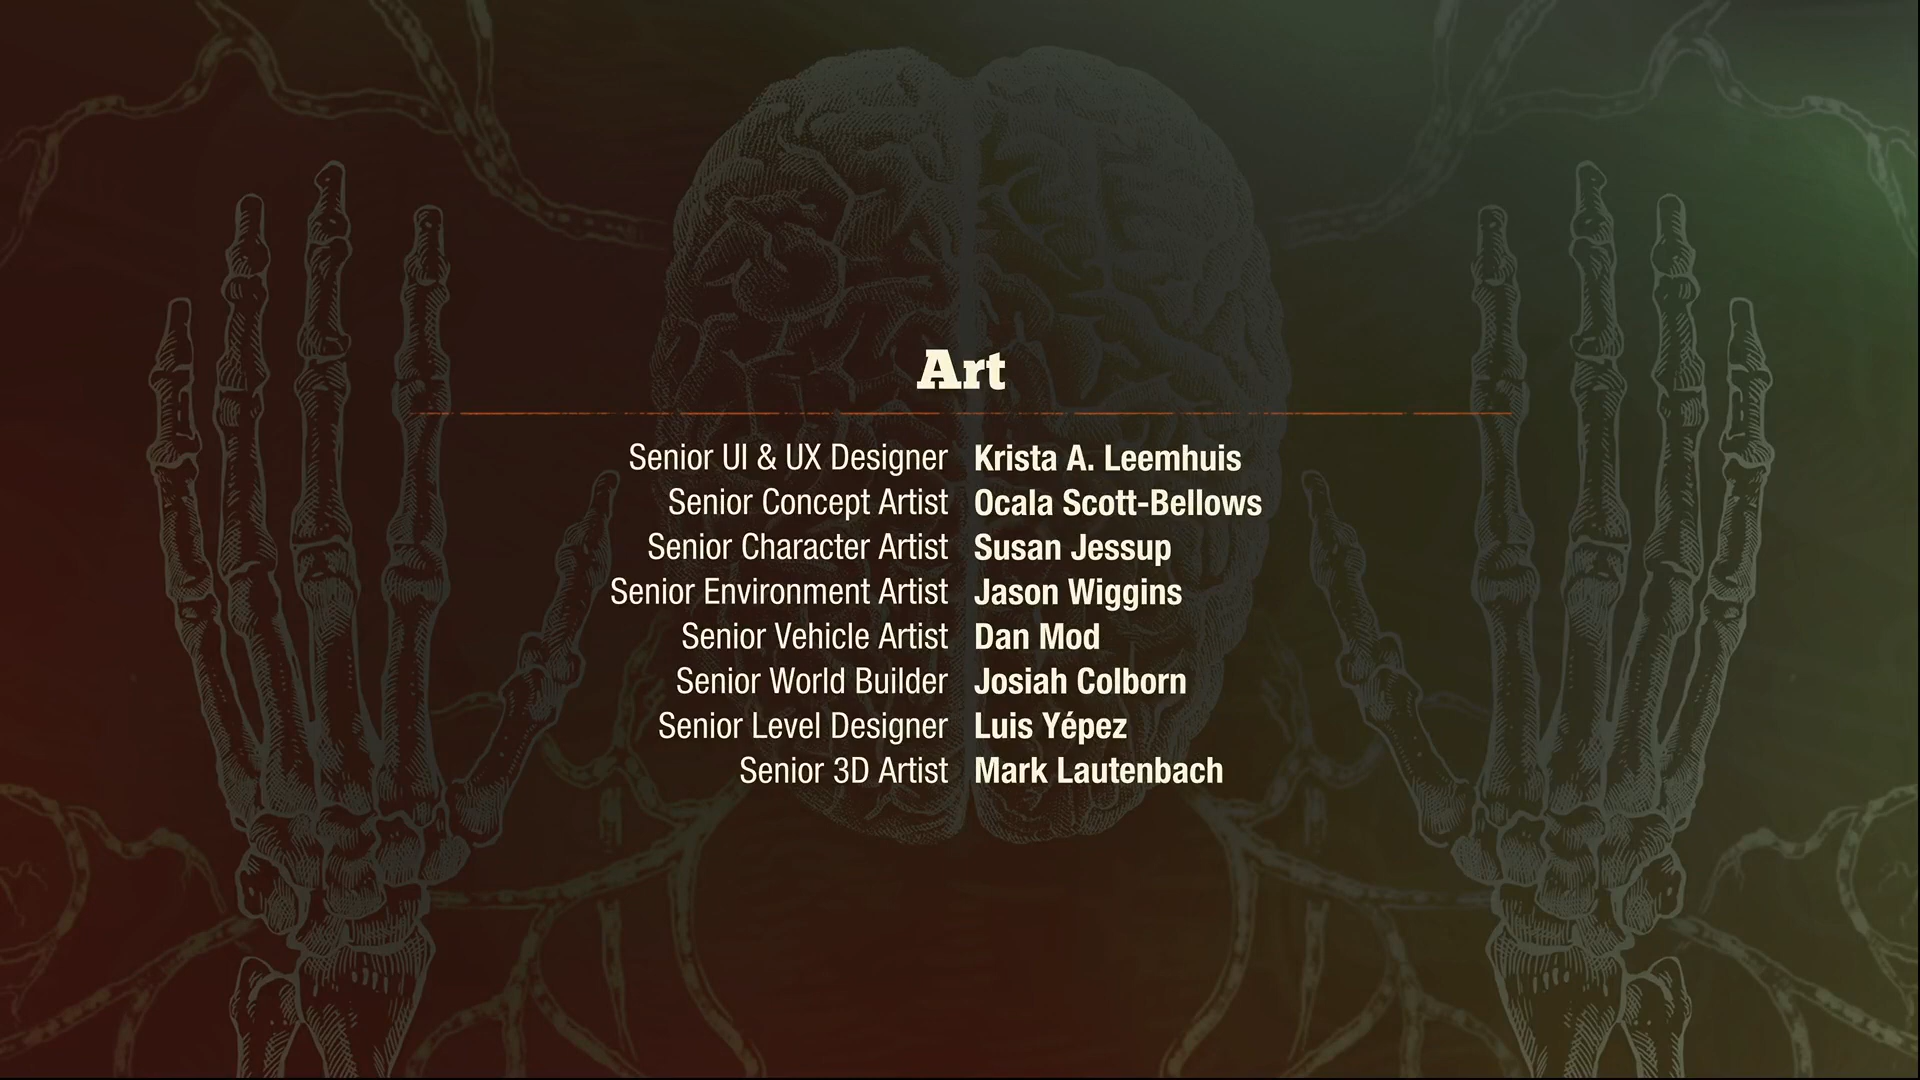 Art
Senior UI & UX Designer Krista A. Leemhuis
Senior Concept Artist Ocala Scott-Bellows
Senior Character Artist Susan Jessup
Senior Environment Artist Jason Wiggins
Senior Vehicle Artist Dan Mod
Senior World Builder Josiah Colborn
Senior Level Designer Luis Yépez
Senior 3D Artist Mark Lautenbach